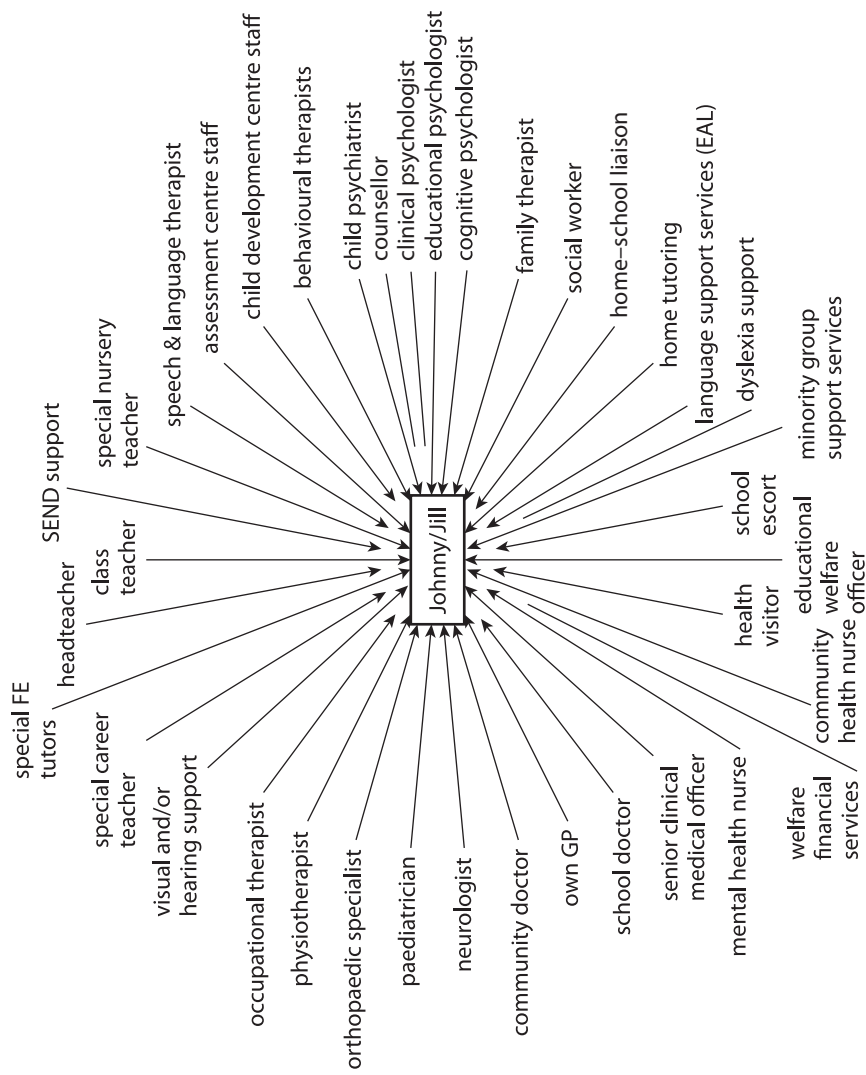 special FE
tutors
headteacher
SEND support
class
teacher
special nursery
teacher
speech & language therapist
assessment centre staff
child development centre staff
behavioural therapists
child psychiatrist
counsellor
clinical psychologist
educational psychologist
cognitive psychologist
family therapist
social worker
home–school liaison
home tutoring
language support services (EAL)
dyslexia support
minority group
support services
school
escort
educational
welfare
officer
health
visitor
community
health nurse
welfare
financial
services
mental health nurse
senior clinical
medical officer
school doctor
own GP
community doctor
neurologist
paediatrician
orthopaedic specialist
physiotherapist
occupational therapist
visual and/or
hearing support
special career
teacher
Johnny/Jill